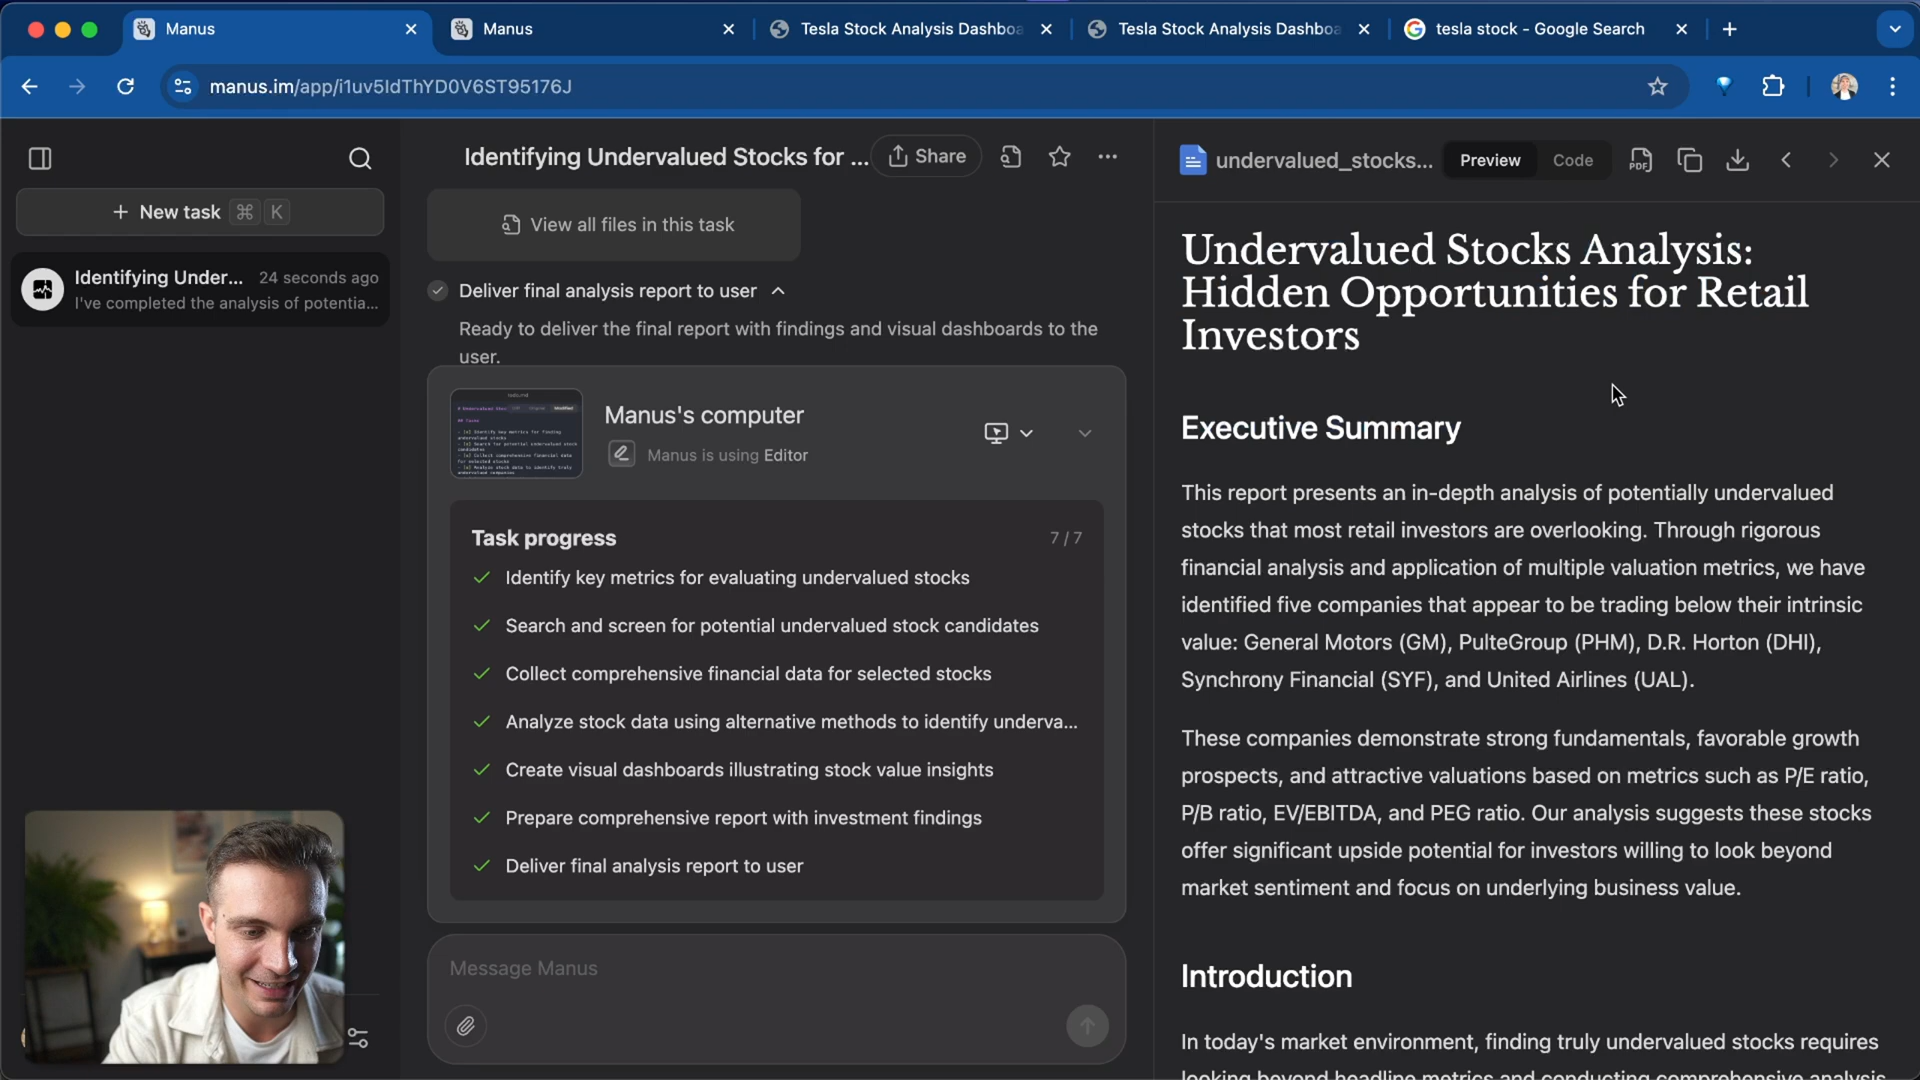 Manus
Manus
Tesla Stock Analysis Dashboa
Tesla Stock Analysis Dashboa
tesla stock - Google Search
manus.im/app/i1uv5IdThYD0V6ST95176J
New task ⌘ K
Identifying Under... 24 seconds ago
I've completed the analysis of potentia...
Identifying Undervalued Stocks for ...
Share
View all files in this task
Deliver final analysis report to user
Ready to deliver the final report with findings and visual dashboards to the
user.
Manus's computer
Manus is using Editor
Task progress 7 / 7
Identify key metrics for evaluating undervalued stocks
Search and screen for potential undervalued stock candidates
Collect comprehensive financial data for selected stocks
Analyze stock data using alternative methods to identify underva...
Create visual dashboards illustrating stock value insights
Prepare comprehensive report with investment findings
Deliver final analysis report to user
Message Manus
undervalued_stocks...
Preview
Code
PDF
Undervalued Stocks Analysis:
Hidden Opportunities for Retail
Investors
Executive Summary
This report presents an in-depth analysis of potentially undervalued
stocks that most retail investors are overlooking. Through rigorous
financial analysis and application of multiple valuation metrics, we have
identified five companies that appear to be trading below their intrinsic
value: General Motors (GM), PulteGroup (PHM), D.R. Horton (DHI),
Synchrony Financial (SYF), and United Airlines (UAL).
These companies demonstrate strong fundamentals, favorable growth
prospects, and attractive valuations based on metrics such as P/E ratio,
P/B ratio, EV/EBITDA, and PEG ratio. Our analysis suggests these stocks
offer significant upside potential for investors willing to look beyond
market sentiment and focus on underlying business value.
Introduction
In today's market environment, finding truly undervalued stocks requires
looking beyond headline metrics and conducting comprehensive analysis